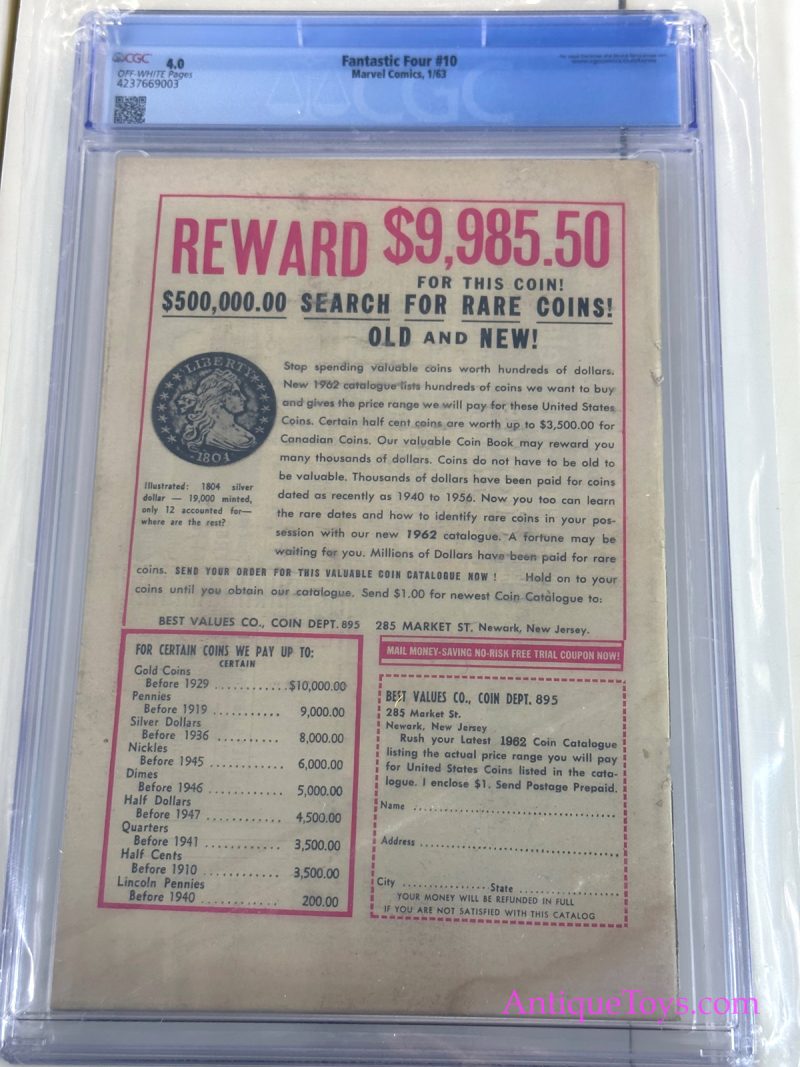 CGC 4.0
OFF-WHITE Pages
4237669003
Fantastic Four #10
Marvel Comics, 1/63
CGC
REWARD $9,985.50
FOR THIS COIN!
$500,000.00 SEARCH FOR RARE COINS!
OLD AND NEW!
LIBERTY
1804
Illustrated: 1804 silver
dollar — 19,000 minted,
only 12 accounted for—
where are the rest?
Stop spending valuable coins worth hundreds of dollars.
New 1962 catalogue lists hundreds of coins we want to buy
and gives the price range we will pay for these United States
Coins. Certain half cent coins are worth up to $3,500.00 for
Canadian Coins. Our valuable Coin Book may reward you
many thousands of dollars. Coins do not have to be old to
be valuable. Thousands of dollars have been paid for coins
dated as recently as 1940 to 1956. Now you too can learn
the rare dates and how to identify rare coins in your pos-
session with our new 1962 catalogue. A fortune may be
waiting for you. Millions of Dollars have been paid for rare
coins. SEND YOUR ORDER FOR THIS VALUABLE COIN CATALOGUE NOW ! Hold on to your
coins until you obtain our catalogue. Send $1.00 for newest Coin Catalogue to:
BEST VALUES CO., COIN DEPT. 895 285 MARKET ST. Newark, New Jersey.
FOR CERTAIN COINS WE PAY UP TO:
CERTAIN
Gold Coins
Before 1929 .............. $10,000.00
Pennies
Before 1919 ........... 9,000.00
Silver Dollars
Before 1936 .......... 8,000.00
Nickles
Before 1945 ............ 6,000.00
Dimes
Before 1946 ............ 5,000.00
Half Dollars
Before 1947 ............ 4,500.00
Quarters
Before 1941 ............ 3,500.00
Half Cents
Before 1910 ............ 3,500.00
Lincoln Pennies
Before 1940 ............ 200.00
MAIL MONEY-SAVING NO-RISK FREE TRIAL COUPON NOW!
BEST VALUES CO., COIN DEPT. 895
285 Market St.
Newark, New Jersey
Rush your Latest 1962 Coin Catalogue
listing the actual price range you will pay
for United States Coins listed in the cata-
logue. I enclose $1. Send Postage Prepaid.
Name
Address
City State
YOUR MONEY WILL BE REFUNDED IN FULL
IF YOU ARE NOT SATISFIED WITH THIS CATALOG
AntiqueToys.com